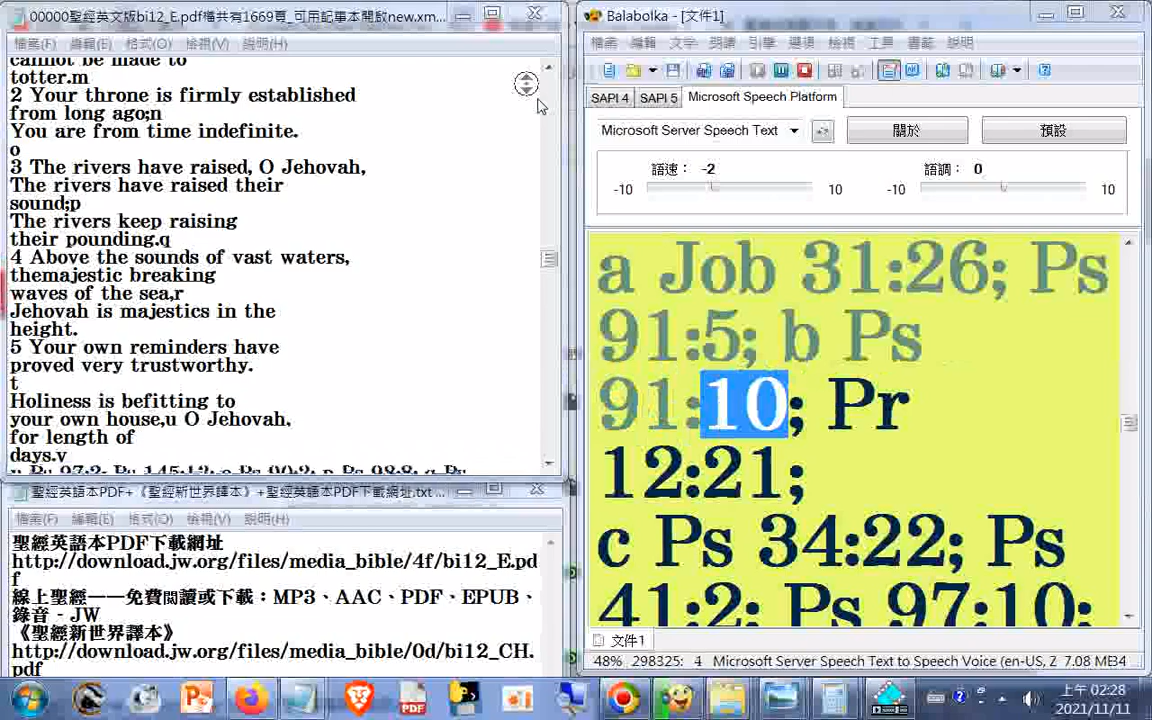 00000聖經英文版bi12_E.pdf檔共有1669頁_可用記事本開啟new.xm...
檔案(F) 編輯(E) 格式(O) 檢視(V) 說明(H)
cannot be made to
totter.m
2 Your throne is firmly established
from long ago;n
You are from time indefinite.
o
3 The rivers have raised, O Jehovah,
The rivers have raised their
sound;p
The rivers keep raising
their pounding.q
4 Above the sounds of vast waters,
themajestic breaking
waves of the sea,r
Jehovah is majestics in the
height.
5 Your own reminders have
proved very trustworthy.
t
Holiness is befitting to
your own house,u O Jehovah,
for length of
days.v
聖經英語本PDF+《聖經新世界譯本》+聖經英語本PDF下載網址.txt ...
檔案(F) 編輯(E) 格式(O) 檢視(V) 說明(H)
聖經英語本PDF下載網址
http://download.jw.org/files/media_bible/4f/bi12_E.pd
f
線上聖經——免費閱讀或下載：MP3、AAC、PDF、EPUB、
錄音 - JW
《聖經新世界譯本》
http://download.jw.org/files/media_bible/0d/bi12_CH.
pdf
Balabolka - [文件1]
檔案 編輯 文字 朗讀 引擎 選項 檢視 工具 書籤 說明
SAPI 4 SAPI 5 Microsoft Speech Platform
Microsoft Server Speech Text 關於 預設
語速： -2 語調： 0
-10 10 -10 10
a Job 31:26; Ps
91:5; b Ps
91:10; Pr
12:21;
c Ps 34:22; Ps
41:2; Ps 97:10;
文件1
48% 298325: 4 Microsoft Server Speech Text to Speech Voice (en-US, Z 7.08 MB34
PDF
上午 02:28
2021/11/11